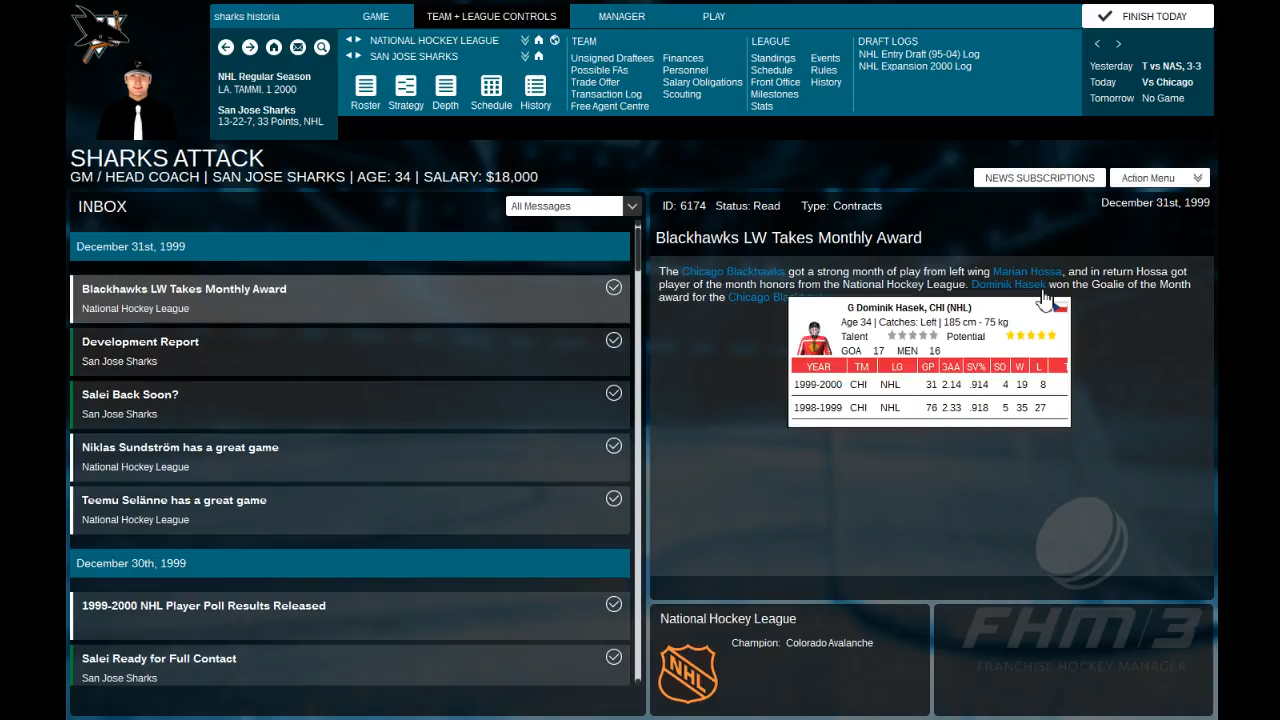 sharks historia
GAME
TEAM + LEAGUE CONTROLS
MANAGER
PLAY
FINISH TODAY
NHL Regular Season
LA. TAMMI. 1 2000
San Jose Sharks
13-22-7, 33 Points, NHL
NATIONAL HOCKEY LEAGUE
SAN JOSE SHARKS
Roster Strategy Depth Schedule History
TEAM
Unsigned Draftees Finances
Possible FAs Personnel
Trade Offer Salary Obligations
Transaction Log Scouting
Free Agent Centre
LEAGUE
Standings Events
Schedule Rules
Front Office History
Milestones
Stats
DRAFT LOGS
NHL Entry Draft (95-04) Log
NHL Expansion 2000 Log
Yesterday T vs NAS, 3-3
Today Vs Chicago
Tomorrow No Game
SHARKS ATTACK
GM / HEAD COACH | SAN JOSE SHARKS | AGE: 34 | SALARY: $18,000
NEWS SUBSCRIPTIONS
Action Menu
INBOX
All Messages
December 31st, 1999
Blackhawks LW Takes Monthly Award
National Hockey League
Development Report
San Jose Sharks
Salei Back Soon?
San Jose Sharks
Niklas Sundström has a great game
National Hockey League
Teemu Selänne has a great game
National Hockey League
December 30th, 1999
1999-2000 NHL Player Poll Results Released
Salei Ready for Full Contact
San Jose Sharks
ID: 6174 Status: Read Type: Contracts
December 31st, 1999
Blackhawks LW Takes Monthly Award
The Chicago Blackhawks got a strong month of play from left wing Marian Hossa, and in return Hossa got
player of the month honors from the National Hockey League. Dominik Hasek won the Goalie of the Month
award for the Chicago
G Dominik Hasek, CHI (NHL)
Age 34 | Catches: Left | 185 cm - 75 kg
Talent Potential
GOA 17 MEN 16
YEAR TM LG GP 3AA SV% SO W L
1999-2000 CHI NHL 31 2.14 .914 4 19 8
1998-1999 CHI NHL 76 2.33 .918 5 35 27
National Hockey League
Champion: Colorado Avalanche
NHL
FHM/3
FRANCHISE HOCKEY MANAGER